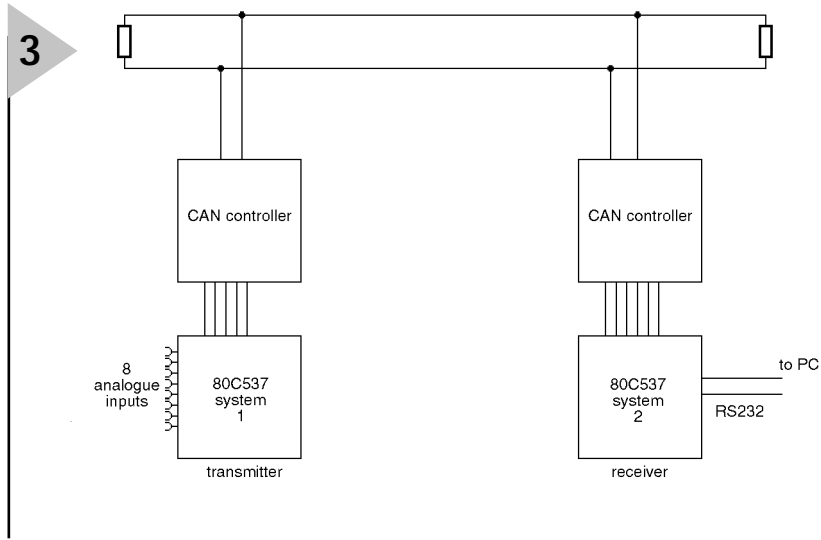 3
CAN controller
CAN controller
8
analogue
inputs
80C537
system
1
transmitter
80C537
system
2
receiver
to PC
RS232